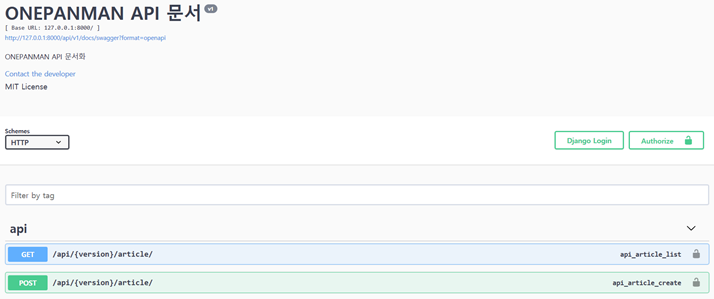 ONEPANMAN API 문서 v1
[ Base URL: 127.0.0.1:8000/ ]
http://127.0.0.1:8000/api/v1/docs/swagger?format=openapi
ONEPANMAN API 문서화
Contact the developer
MIT License
Schemes
HTTP
Django Login
Authorize
Filter by tag
api
GET /api/{version}/article/ api_article_list
POST /api/{version}/article/ api_article_create